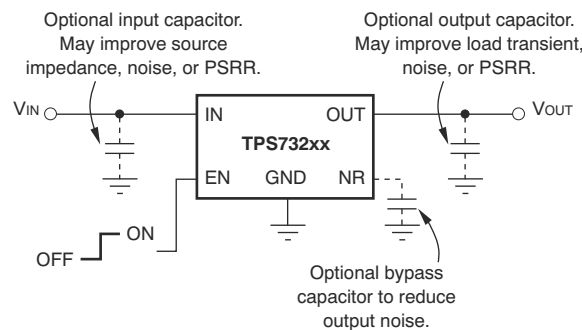 Optional input capacitor.
May improve source
impedance, noise, or PSRR.
Optional output capacitor.
May improve load transient,
noise, or PSRR.
VIN
IN
OUT
VOUT
TPS732xx
EN
GND
NR
ON
OFF
Optional bypass
capacitor to reduce
output noise.